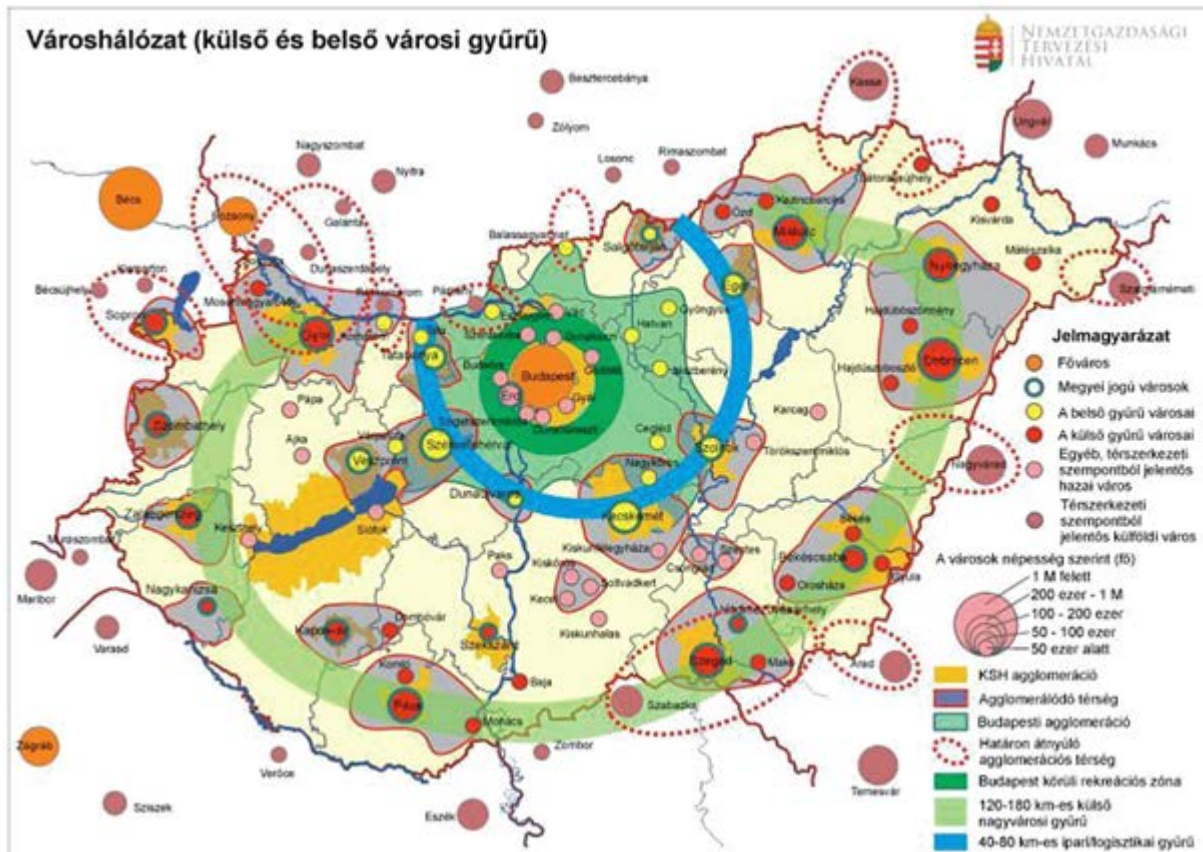 Városhálózat (külső és belső városi gyűrű)
NEMZETGAZDASÁGI
TERVEZÉSI
HIVATAL
Besztercebánya
Kassa
Ungvár
Zólyom
Munkács
Nagyszombat
Losonc
Rimaszombat
Nyitra
Bécs
Pozsony
Galánta
Kazincbarcika
Ózd
Kisvárda
Balassagyarmat
Salgótarján
Miskolc
Mátészalka
Dunaszerdahely
Nyíregyháza
Bécsújhely
Kismarton
Szatmárnémeti
Sopron
Eger
Győr
Gyöngyös
Hajdúböszörmény
Hatvan
Tatabánya
Debrecen
Budapest
Hajdúszoboszló
Érd
Gyál
Pápa
Karcag
Szombathely
Ajka
Cegléd
Székesfehérvár
Szolnok
Törökszentmiklós
Veszprém
Nagykőrös
Nagyvárad
Dunaújváros
Zalaegerszeg
Kecskemét
Keszthely
Siófok
Békés
Muraszombat
Kiskunfélegyháza
Szentes
Békéscsaba
Paks
Kiskőrös
Csongrád
Gyula
Maribor
Nagykanizsa
Soltvadkert
Orosháza
Kecel
Dombóvár
Kaposvár
Kiskunhalas
Varasd
Szekszárd
Szeged
Makó
Arad
Komló
Baja
Szabadka
Pécs
Mohács
Zágráb
Zombor
Verőce
Temesvár
Sziszek
Eszék
Jelmagyarázat
Főváros
Megyei jogú városok
A belső gyűrű városai
A külső gyűrű városai
Egyéb, térszerkezeti
szempontból jelentős
hazai város
Térszerkezeti
szempontból
jelentős külföldi város
A városok népesség szerint (fő)
1 M felett
200 ezer - 1 M
100 - 200 ezer
50 - 100 ezer
50 ezer alatt
KSH agglomeráció
Agglomerálódó térség
Budapesti agglomeráció
Határon átnyúló
agglomerációs térség
Budapest körüli rekreációs zóna
120-180 km-es külső
nagyvárosi gyűrű
40-80 km-es ipari/logisztikai gyűrű